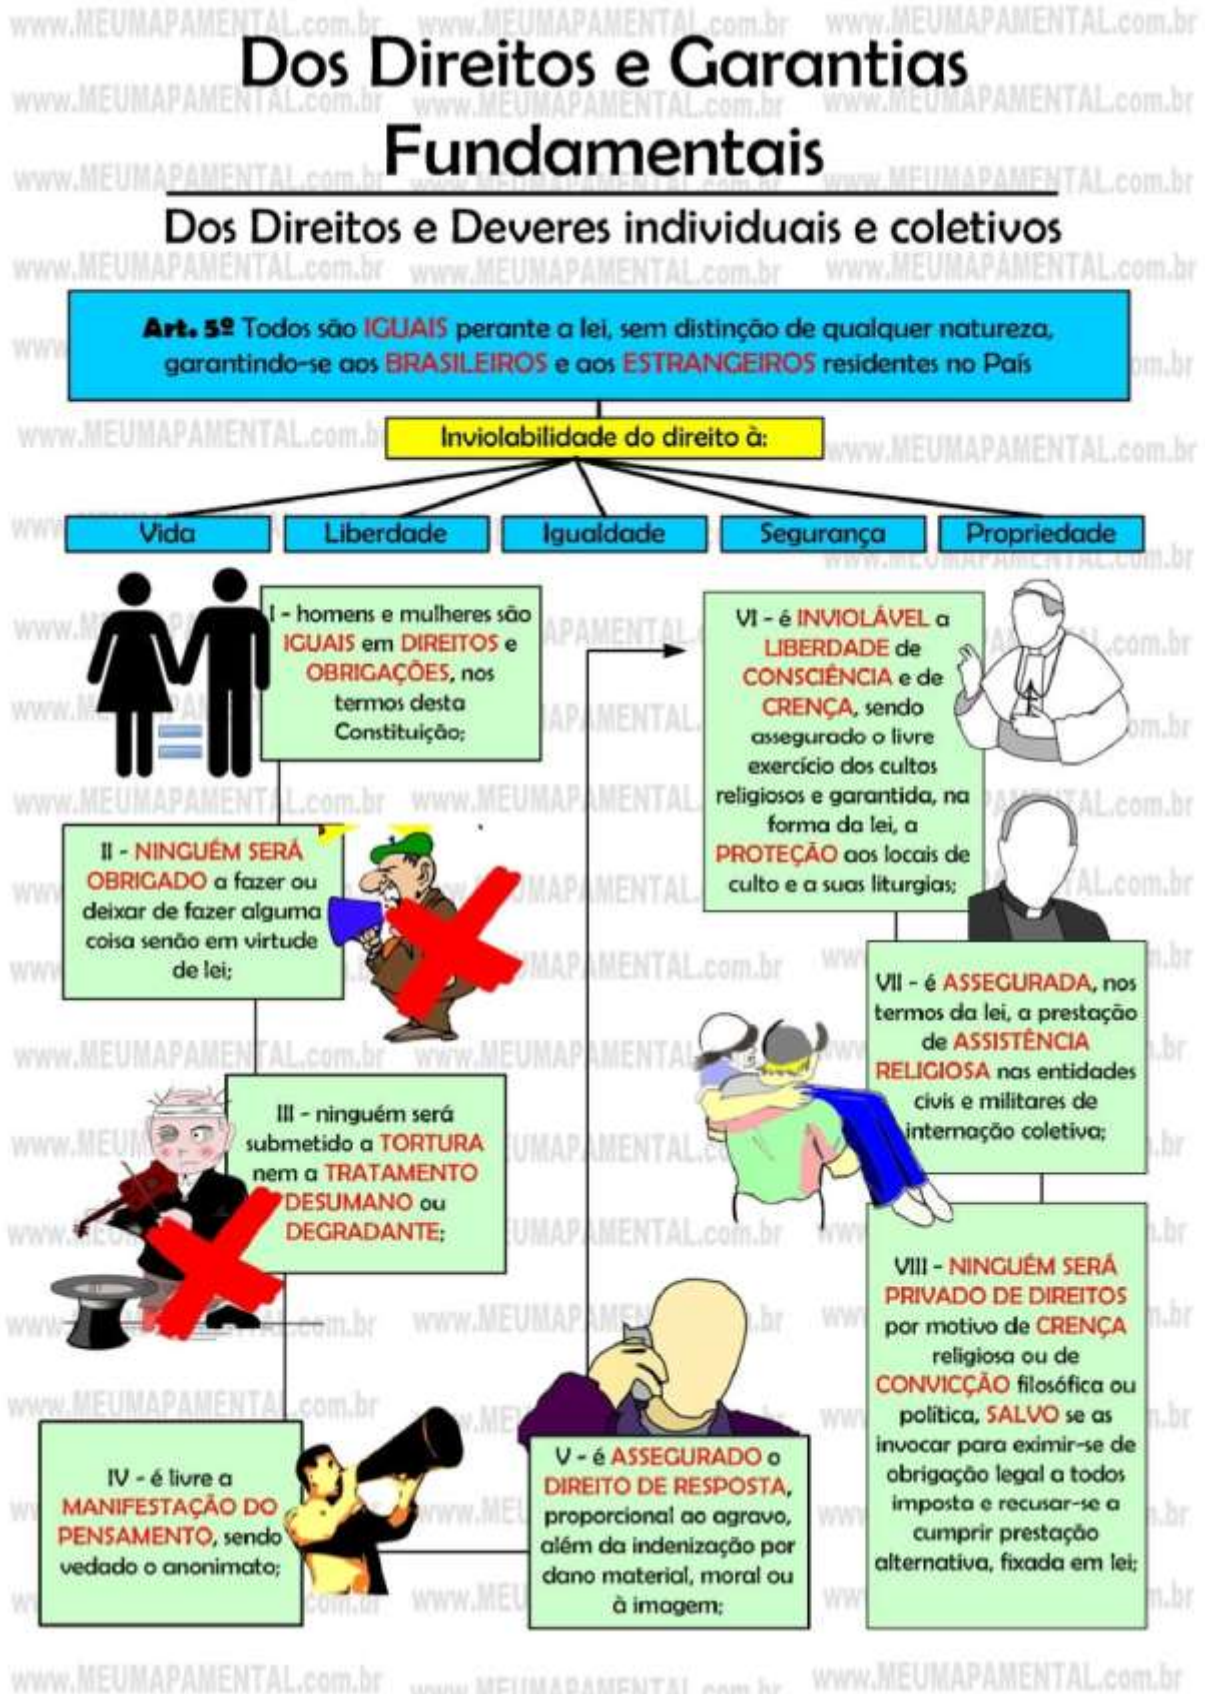 Dos Direitos e Garantias
Fundamentais
Dos Direitos e Deveres individuais e coletivos
Art. 5º Todos são IGUAIS perante a lei, sem distinção de qualquer natureza,
garantindo-se aos BRASILEIROS e aos ESTRANGEIROS residentes no País
Inviolabilidade do direito à:
Vida
Liberdade
Igualdade
Segurança
Propriedade
I - homens e mulheres são
IGUAIS em DIREITOS e
OBRIGAÇÕES, nos
termos desta
Constituição;
II - NINGUÉM SERÁ
OBRIGADO a fazer ou
deixar de fazer alguma
coisa senão em virtude
de lei;
III - ninguém será
submetido a TORTURA
nem a TRATAMENTO
DESUMANO ou
DEGRADANTE;
IV - é livre a
MANIFESTAÇÃO DO
PENSAMENTO, sendo
vedado o anonimato;
V - é ASSEGURADO o
DIREITO DE RESPOSTA,
proporcional ao agravo,
além da indenização por
dano material, moral ou
à imagem;
VI - é INVIOLÁVEL a
LIBERDADE de
CONSCIÊNCIA e de
CRENÇA, sendo
assegurado o livre
exercício dos cultos
religiosos e garantida, na
forma da lei, a
PROTEÇÃO aos locais de
culto e a suas liturgias;
VII - é ASSEGURADA, nos
termos da lei, a prestação
de ASSISTÊNCIA
RELIGIOSA nas entidades
civis e militares de
internação coletiva;
VIII - NINGUÉM SERÁ
PRIVADO DE DIREITOS
por motivo de CRENÇA
religiosa ou de
CONVICÇÃO filosófica ou
política, SALVO se as
invocar para eximir-se de
obrigação legal a todos
imposta e recusar-se a
cumprir prestação
alternativa, fixada em lei;
www.MEUMAPAMENTAL.com.br